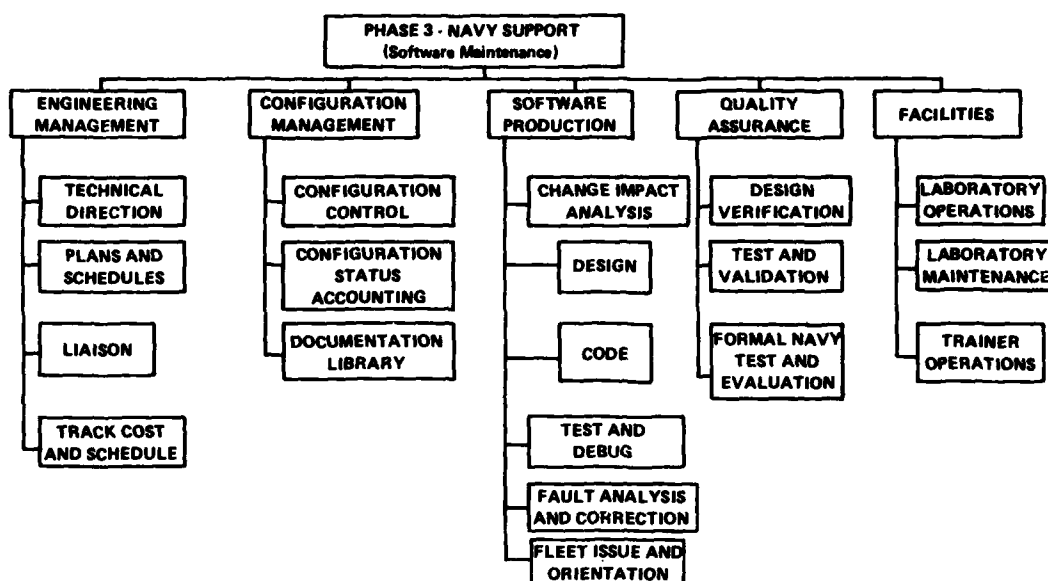 PHASE 3 - NAVY SUPPORT
(Software Maintenance)
ENGINEERING
MANAGEMENT
TECHNICAL
DIRECTION
PLANS AND
SCHEDULES
LIAISON
TRACK COST
AND SCHEDULE
CONFIGURATION
MANAGEMENT
CONFIGURATION
CONTROL
CONFIGURATION
STATUS
ACCOUNTING
DOCUMENTATION
LIBRARY
SOFTWARE
PRODUCTION
CHANGE IMPACT
ANALYSIS
DESIGN
CODE
TEST AND
DEBUG
FAULT ANALYSIS
AND CORRECTION
FLEET ISSUE AND
ORIENTATION
QUALITY
ASSURANCE
DESIGN
VERIFICATION
TEST AND
VALIDATION
FORMAL NAVY
TEST AND
EVALUATION
FACILITIES
LABORATORY
OPERATIONS
LABORATORY
MAINTENANCE
TRAINER
OPERATIONS